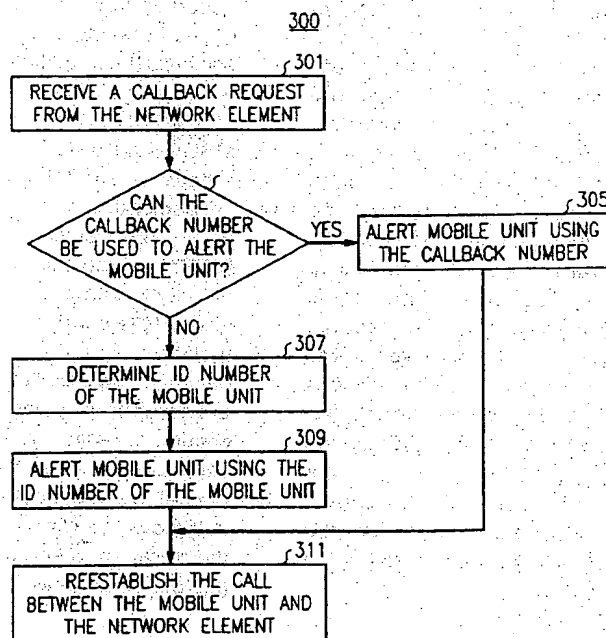 300
301
RECEIVE A CALLBACK REQUEST
FROM THE NETWORK ELEMENT
CAN THE
CALLBACK NUMBER
BE USED TO ALERT THE
MOBILE UNIT?
YES
305
ALERT MOBILE UNIT USING
THE CALLBACK NUMBER
NO
307
DETERMINE ID NUMBER
OF THE MOBILE UNIT
309
ALERT MOBILE UNIT USING THE
ID NUMBER OF THE MOBILE UNIT
311
REESTABLISH THE CALL
BETWEEN THE MOBILE UNIT AND
THE NETWORK ELEMENT